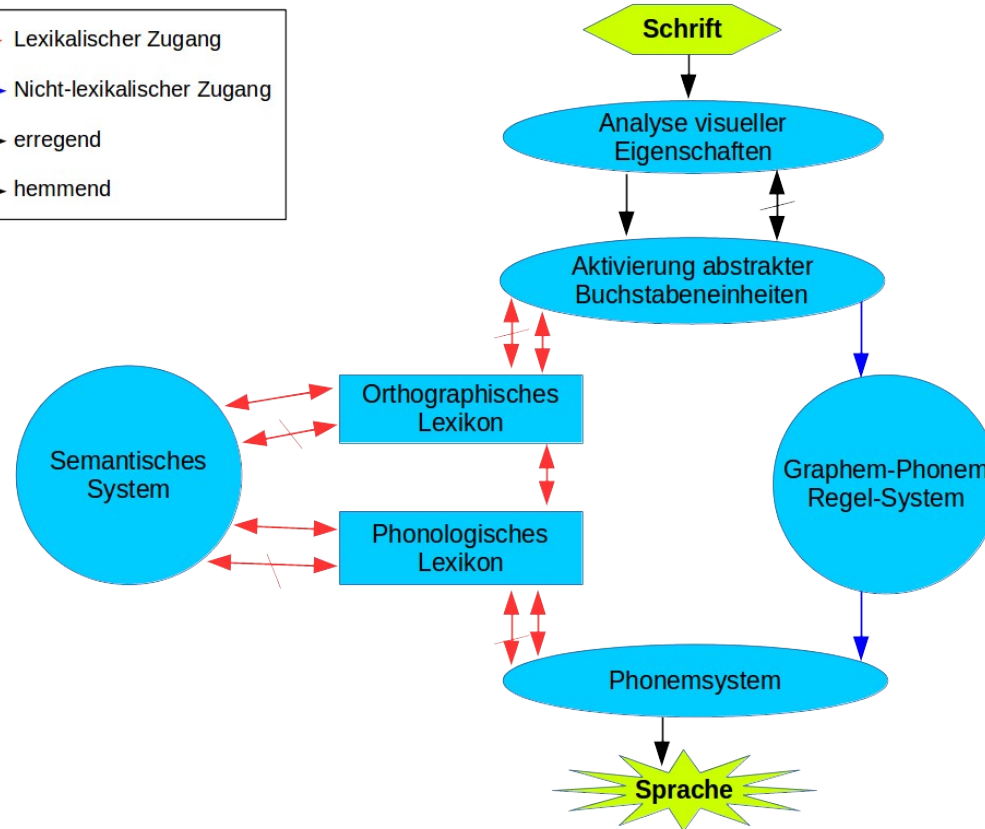 Lexikalischer Zugang
Nicht-lexikalischer Zugang
erregend
hemmend
Schrift
Analyse visueller
Eigenschaften
Aktivierung abstrakter
Buchstabeneinheiten
Orthographisches
Lexikon
Semantisches
System
Graphem-Phonem
Regel-System
Phonologisches
Lexikon
Phonemsystem
Sprache